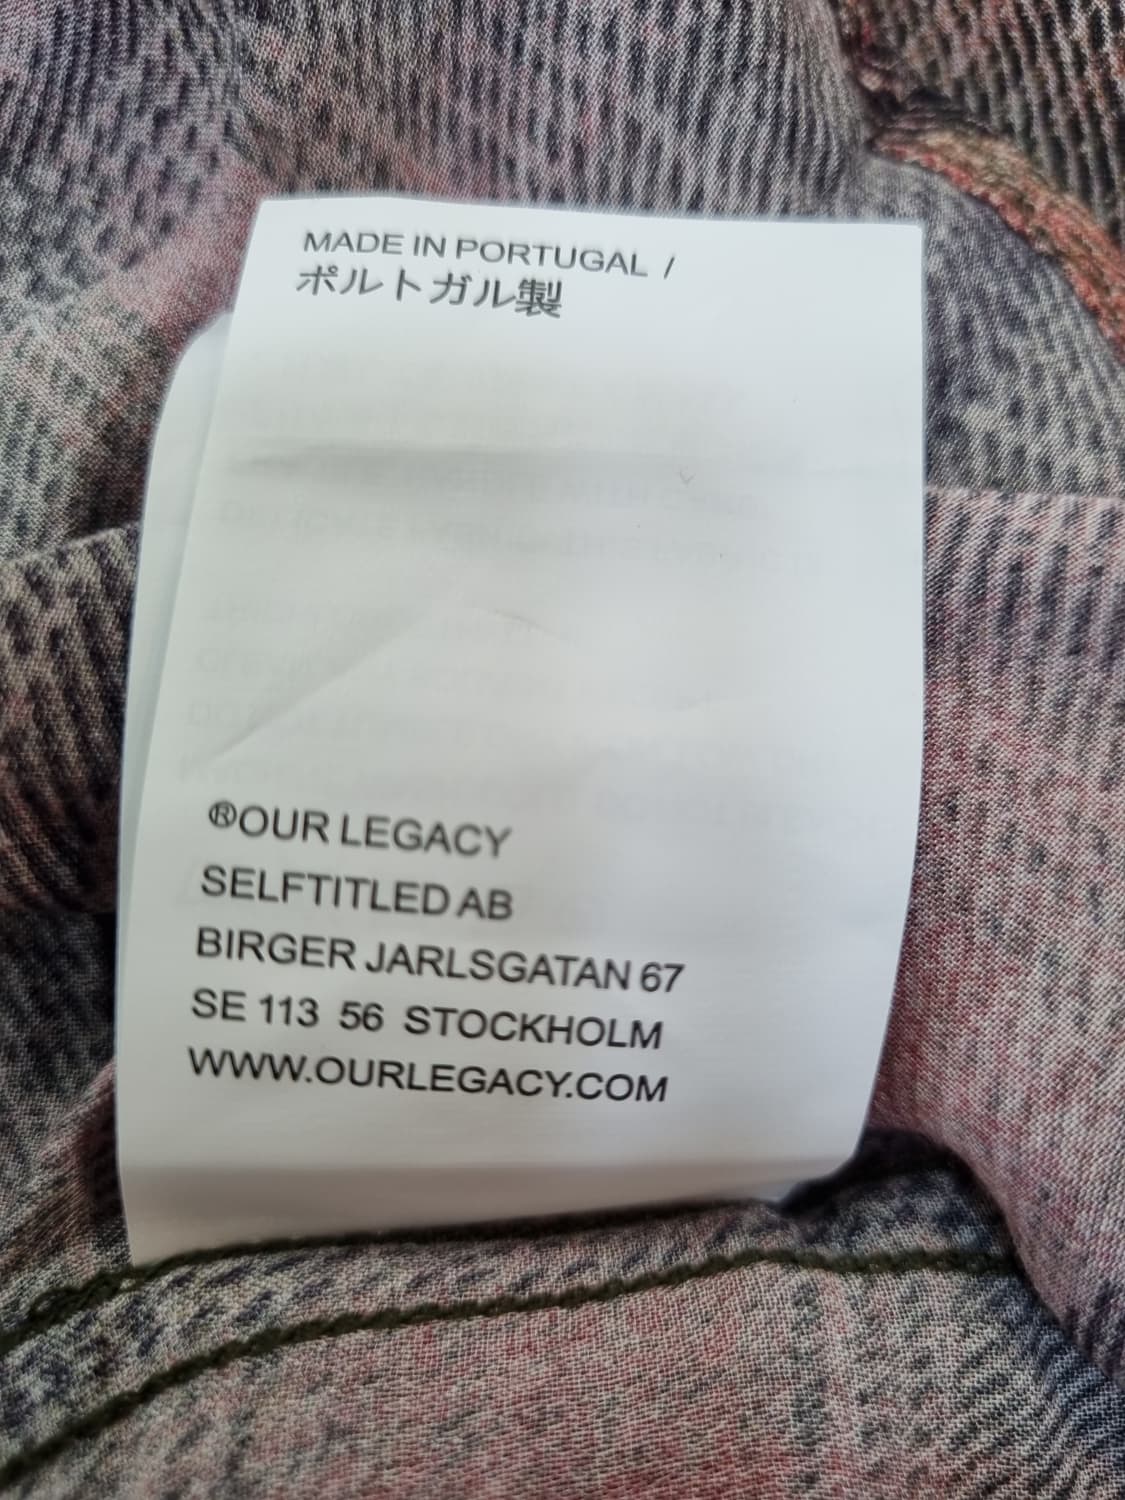 MADE IN PORTUGAL /
ポルトガル製
®OUR LEGACY
SELFTITLED AB
BIRGER JARLSGATAN 67
SE 113 56 STOCKHOLM
WWW.OURLEGACY.COM